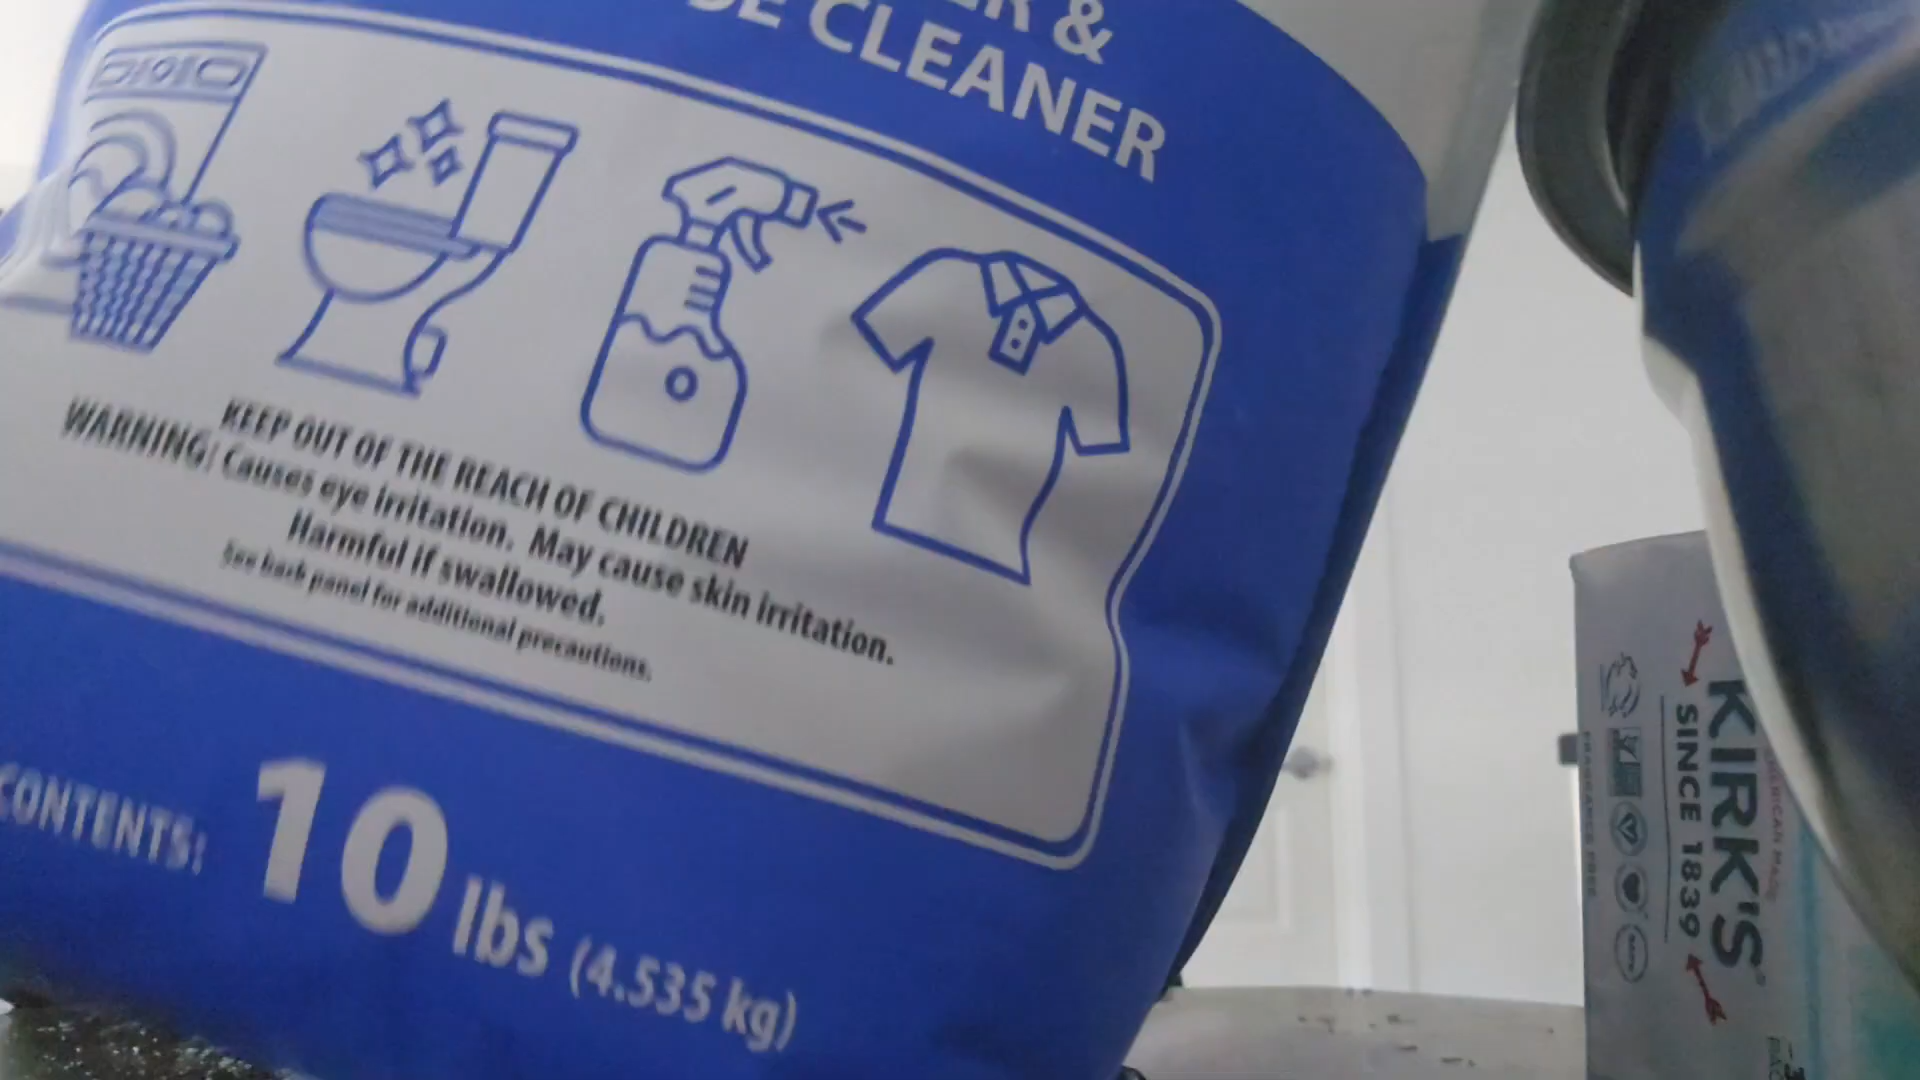 &
CLEANER
KEEP OUT OF THE REACH OF CHILDREN
WARNING! Causes eye irritation. May cause skin irritation.
Harmful if swallowed.
See back panel for additional precautions.
CONTENTS:
10 lbs (4.535 kg)
KIRK'S
SINCE 1839